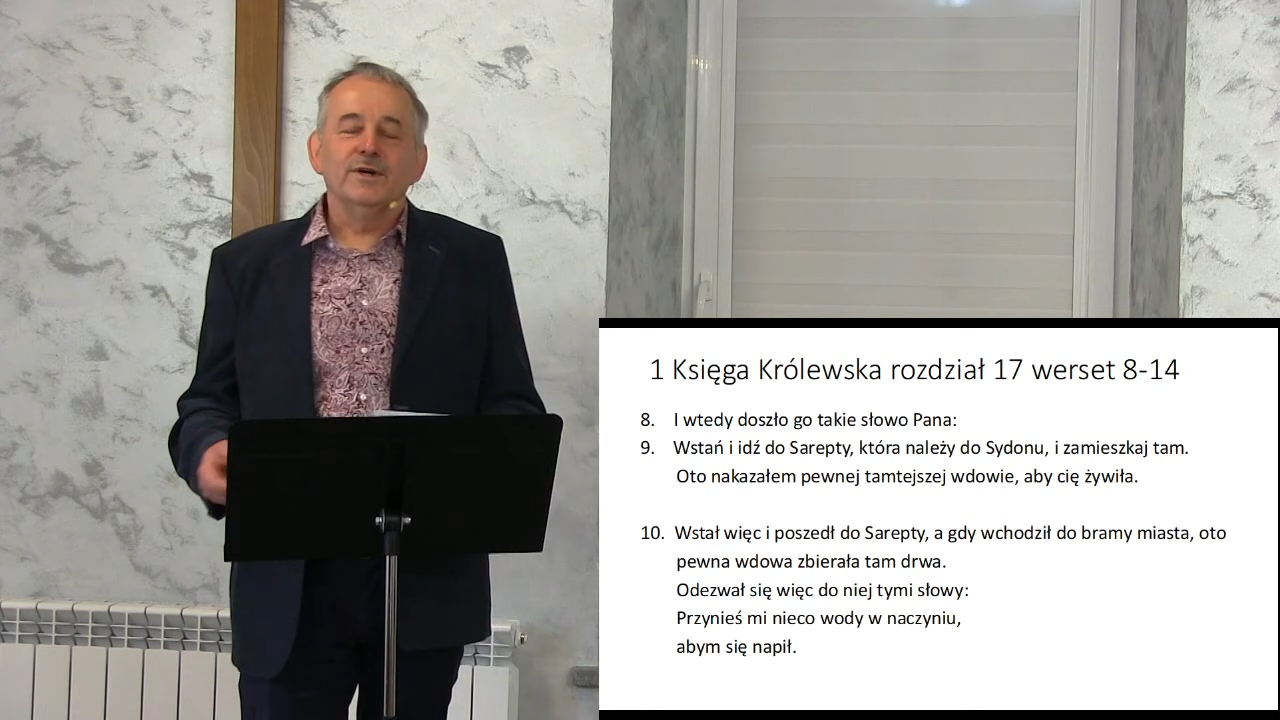 1 Księga Królewska rozdział 17 werset 8-14
8. I wtedy doszło go takie słowo Pana:
9. Wstań i idź do Sarepty, która należy do Sydonu, i zamieszkaj tam.
Oto nakazałem pewnej tamtejszej wdowie, aby cię żywiła.
10. Wstał więc i poszedł do Sarepty, a gdy wchodził do bramy miasta, oto
pewna wdowa zbierała tam drwa.
Odezwał się więc do niej tymi słowy:
Przynieś mi nieco wody w naczyniu,
abym się napił.